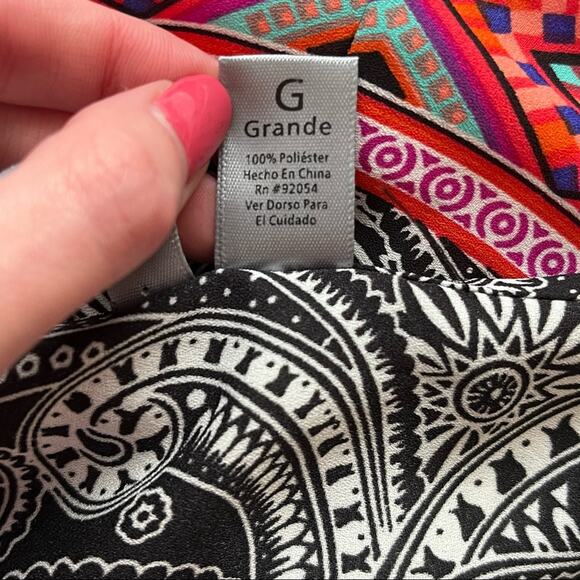 G
Grande
100% Poliéster
Hecho En China
Rn #92054
Ver Dorso Para
El Cuidado